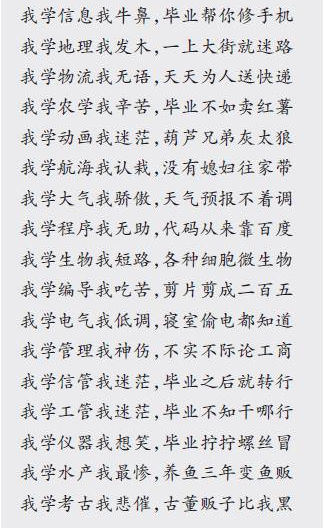 我学信息我牛鼻,毕业帮你修手机
我学地理我发木,一上大街就迷路
我学物流我无语,天天为人送快递
我学农学我辛苦,毕业不如卖红薯
我学动画我迷茫,葫芦兄弟灰太狼
我学航海我认栽,没有媳妇往家带
我学大气我骄傲,天气预报不着调
我学程序我无助,代码从来靠百度
我学生物我短路,各种细胞微生物
我学编导我吃苦,剪片剪成二百五
我学电气我低调,寝室偷电都知道
我学管理我神伤,不实不际论工商
我学信管我迷茫,毕业之后就转行
我学工管我迷茫,毕业不知干哪行
我学仪器我想笑,毕业拧拧螺丝冒
我学水产我最惨,养鱼三年变鱼贩
我学考古我悲催,古董贩子比我黑